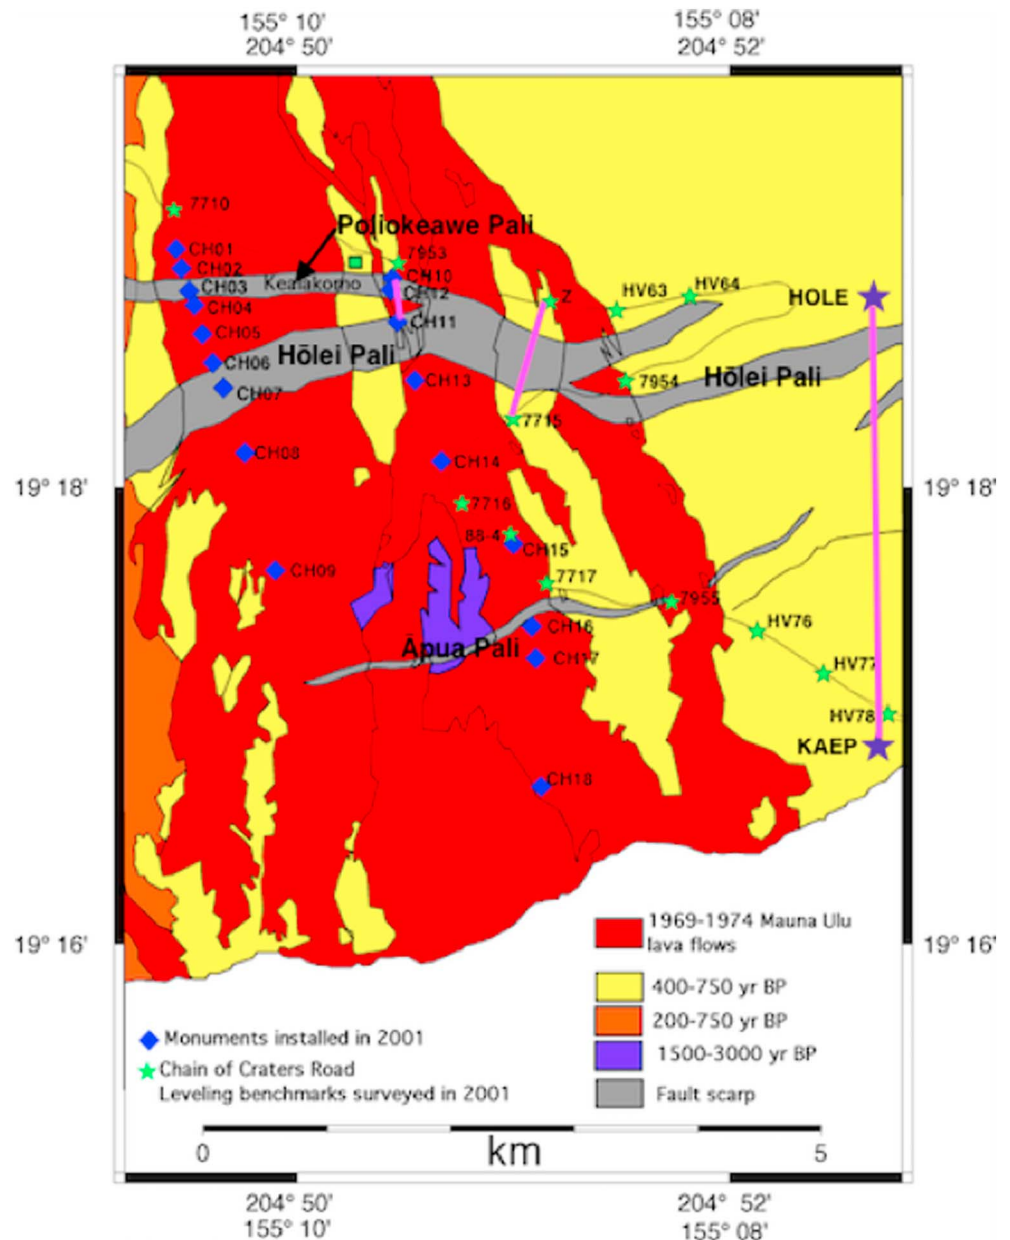 155° 10'
204° 50'
155° 08'
204° 52'
7710
Poliokeawe Pali
CH01
CH02
CH03
CH04
CH05
CH06
CH07
CH08
CH09
Kealakomo
7953
CH10
CH12
CH11
CH13
CH14
Z
HV63
HV64
HOLE
Hōlei Pali
7954
Hōlei Pali
7715
7716
88-4
CH15
7717
7955
CH16
CH17
Āpua Pali
HV76
HV77
HV78
KAEP
CH18
19° 18'
19° 18'
19° 16'
19° 16'
1969-1974 Mauna Ulu
lava flows
400-750 yr BP
200-750 yr BP
1500-3000 yr BP
Fault scarp
Monuments installed in 2001
Chain of Craters Road
Leveling benchmarks surveyed in 2001
0
km
5
204° 50'
155° 10'
204° 52'
155° 08'